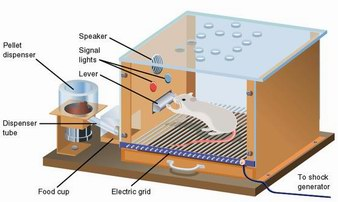 Speaker
Signal
lights
Pellet
dispenser
Lever
Dispenser
tube
Food cup
Electric grid
To shock
generator